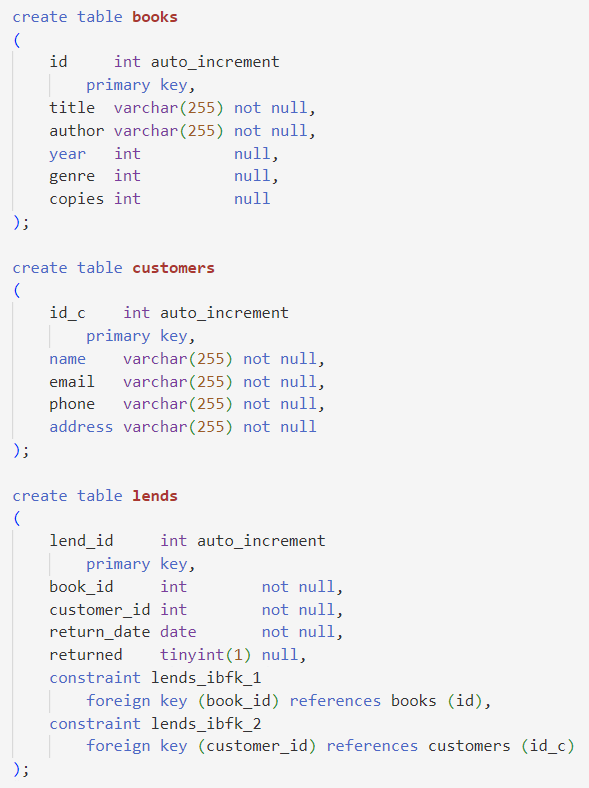 create table books
(
    id     int auto_increment
        primary key,
    title  varchar(255) not null,
    author varchar(255) not null,
    year   int          null,
    genre  int          null,
    copies int          null
);

create table customers
(
    id_c    int auto_increment
        primary key,
    name    varchar(255) not null,
    email   varchar(255) not null,
    phone   varchar(255) not null,
    address varchar(255) not null
);

create table lends
(
    lend_id     int auto_increment
        primary key,
    book_id     int        not null,
    customer_id int        not null,
    return_date date       not null,
    returned    tinyint(1) null,
    constraint lends_ibfk_1
        foreign key (book_id) references books (id),
    constraint lends_ibfk_2
        foreign key (customer_id) references customers (id_c)
);